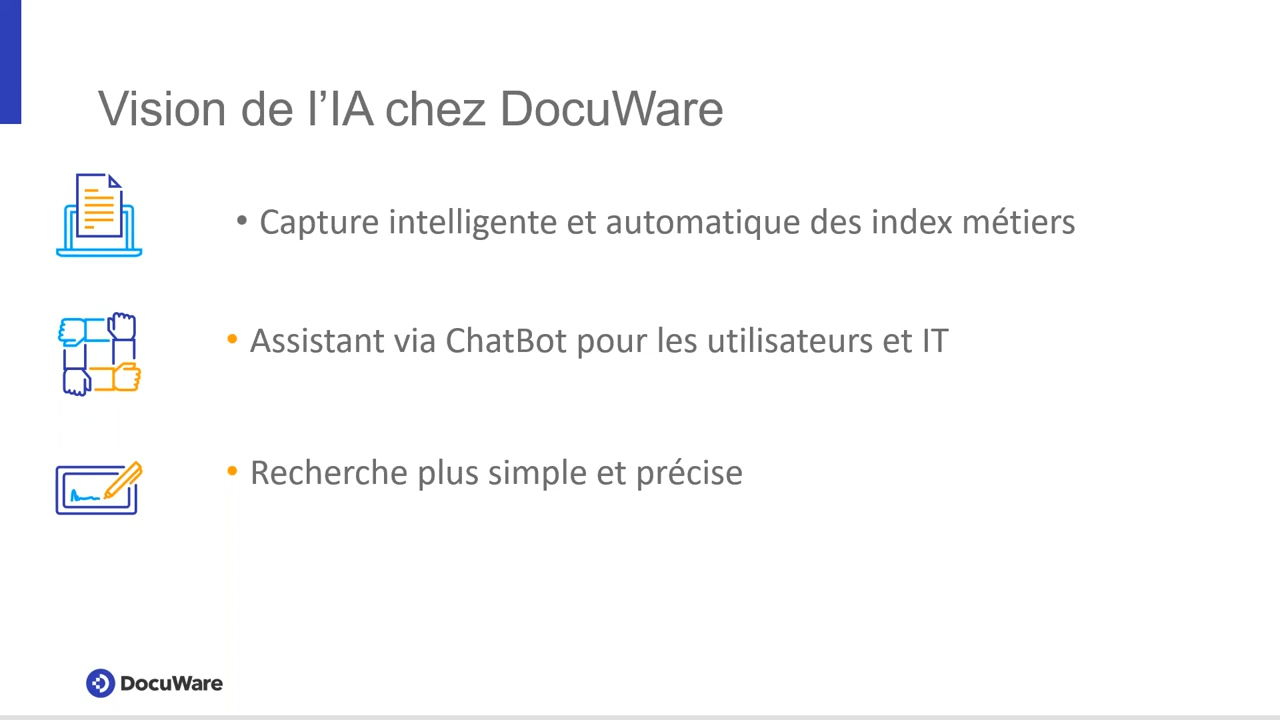 Vision de l’IA chez DocuWare
• Capture intelligente et automatique des index métiers
• Assistant via ChatBot pour les utilisateurs et IT
• Recherche plus simple et précise
DocuWare